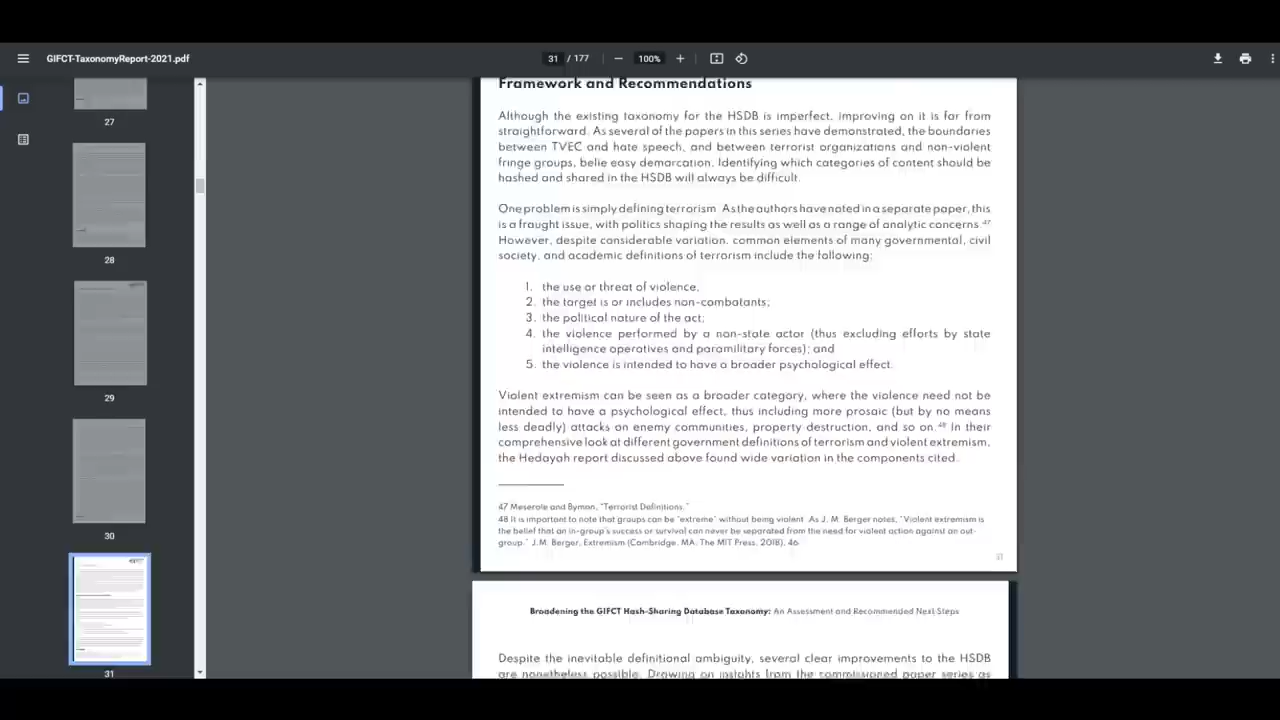 GIFCT-TaxonomyReport-2021.pdf
31 / 177
100%
27
28
29
30
31
Framework and Recommendations
Although the existing taxonomy for the HSDB is imperfect, improving on it is far from
straightforward. As several of the papers in this series have demonstrated, the boundaries
between TVEC and hate speech, and between terrorist organizations and non-violent
fringe groups, belie easy demarcation. Identifying which categories of content should be
hashed and shared in the HSDB will always be difficult.
One problem is simply defining terrorism. As the authors have noted in a separate paper, this
is a fraught issue, with politics shaping the results as well as a range of analytic concerns.47
However, despite considerable variation, common elements of many governmental, civil
society, and academic definitions of terrorism include the following:
1. the use or threat of violence;
2. the target is or includes non-combatants;
3. the political nature of the act;
4. the violence performed by a non-state actor (thus excluding efforts by state
intelligence operatives and paramilitary forces); and
5. the violence is intended to have a broader psychological effect.
Violent extremism can be seen as a broader category, where the violence need not be
intended to have a psychological effect, thus including more prosaic (but by no means
less deadly) attacks on enemy communities, property destruction, and so on.48 In their
comprehensive look at different government definitions of terrorism and violent extremism,
the Hedayah report discussed above found wide variation in the components cited.
47 Meserole and Byman, "Terrorist Definitions."
48 It is important to note that groups can be "extreme" without being violent. As J. M. Berger notes, "Violent extremism is
the belief that an in-group's success or survival can never be separated from the need for violent action against an out-
group." J.M. Berger, Extremism (Cambridge, MA: The MIT Press, 2018), 46.
31
Broadening the GIFCT Hash-Sharing Database Taxonomy: An Assessment and Recommended Next Steps
Despite the inevitable definitional ambiguity, several clear improvements to the HSDB
are nonetheless possible. Drawing on insights from the commissioned paper series as